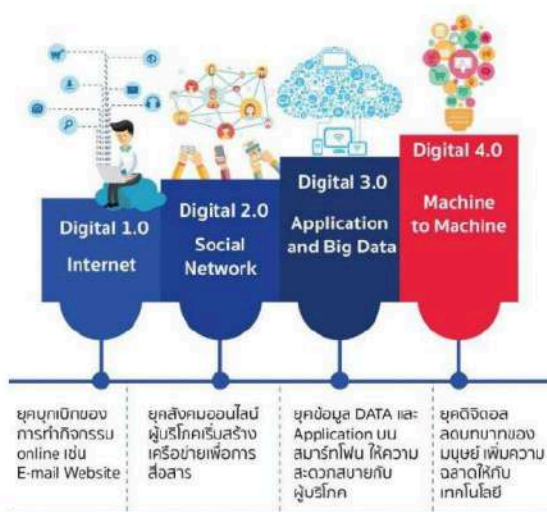 Digital 1.0
Internet
Digital 2.0
Social
Network
Digital 3.0
Application
and Big Data
Digital 4.0
Machine
to Machine
ยุคบุกเบิกของ
การทำกิจกรรม
online เช่น
E-mail Website
ยุคสังคมออนไลน์
ผู้บริโภคเริ่มสร้าง
เครือข่ายเพื่อการ
สื่อสาร
ยุคข้อมูล DATA และ
Application บน
สมาร์ทโฟน ให้ความ
สะดวกสบายกับ
ผู้บริโภค
ยุคดิจิตอล
ลดบทบาทของ
มนุษย์ เพิ่มความ
ฉลาดให้กับ
เทคโนโลยี